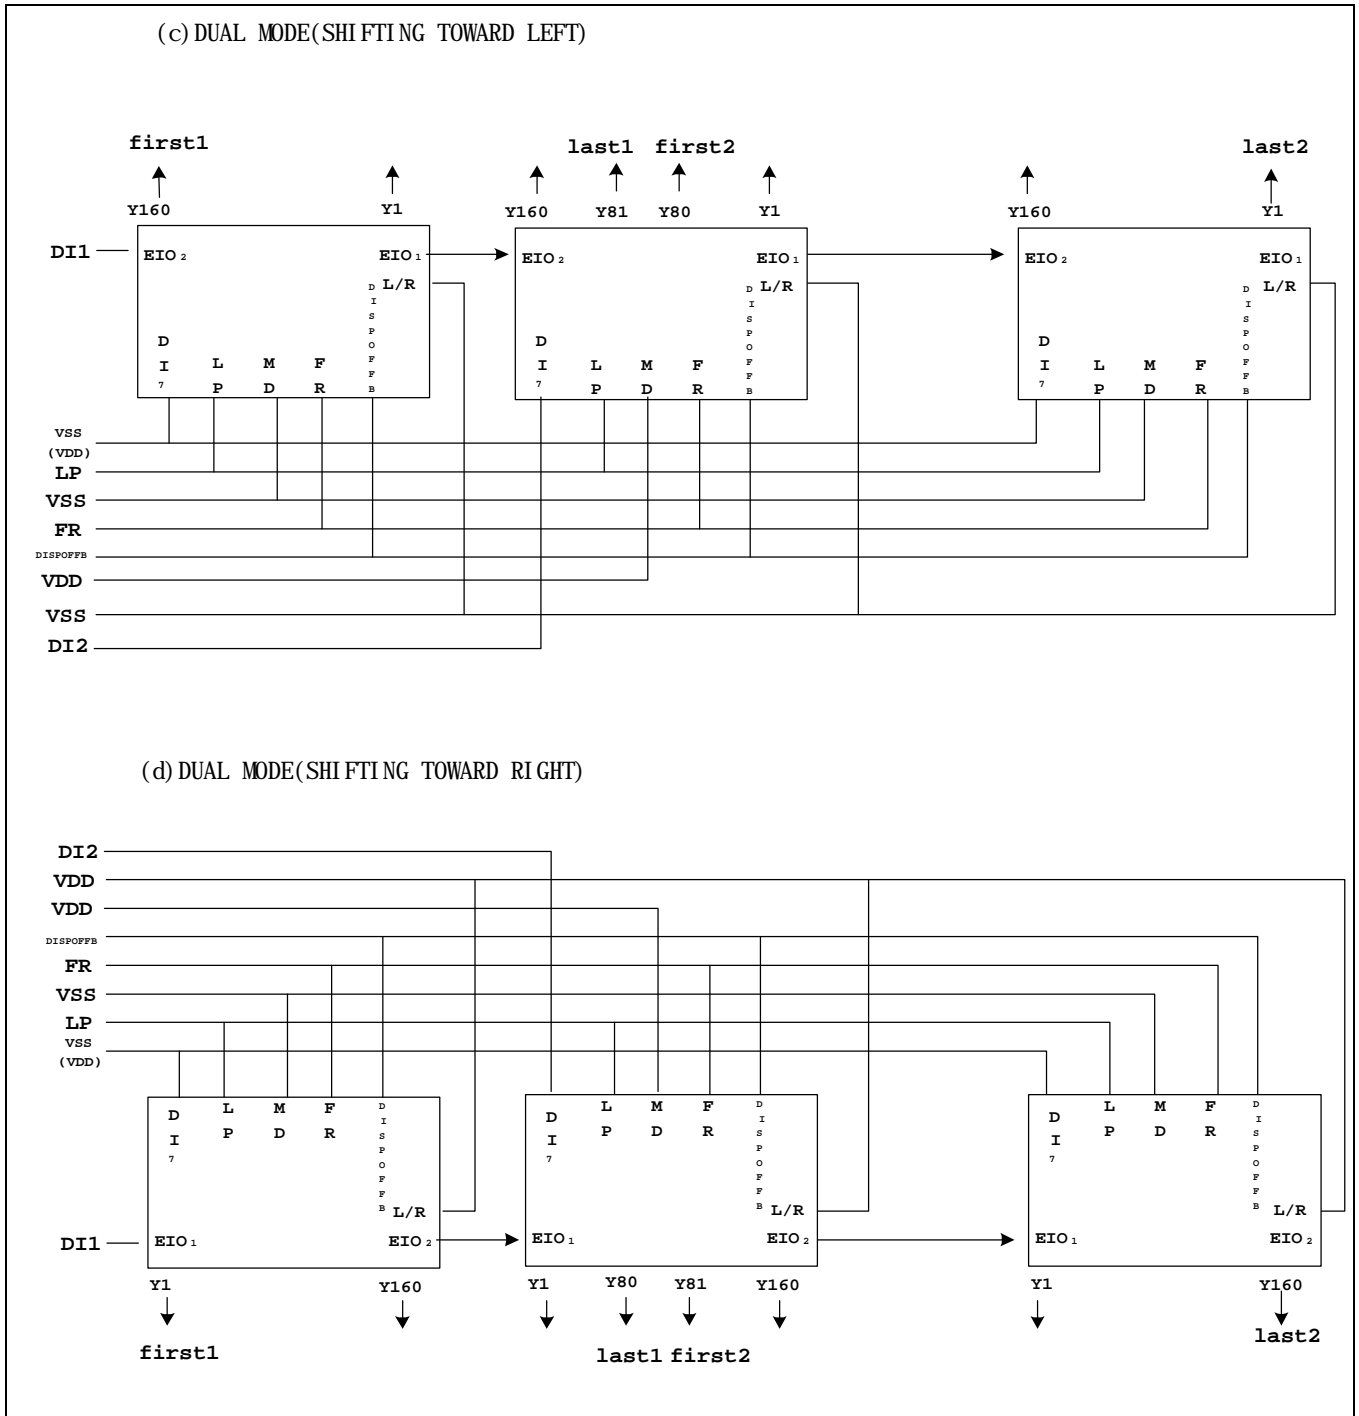 (c) DUAL MODE(SHIFTING TOWARD LEFT)
first1
last1 first2
last2
Y160 Y1 Y160 Y81 Y80 Y1 Y160 Y1
DI1
EIO2 EIO1 EIO2 EIO1 EIO2 EIO1
L/R L/R L/R
DI7 LP MD FR DISPOFFB
DI7 LP MD FR DISPOFFB
DI7 LP MD FR DISPOFFB
VSS
(VDD)
LP
VSS
FR
DISPOFFB
VDD
VSS
DI2
(d) DUAL MODE(SHIFTING TOWARD RIGHT)
DI2
VDD
VDD
DISPOFFB
FR
VSS
LP
VSS
(VDD)
DI7 LP MD FR DISPOFFB
DI7 LP MD FR DISPOFFB
DI7 LP MD FR DISPOFFB
L/R L/R L/R
DI1
EIO1 EIO2 EIO1 EIO2 EIO1 EIO2
Y1 Y160 Y1 Y80 Y81 Y160 Y1 Y160
first1
last1 first2
last2